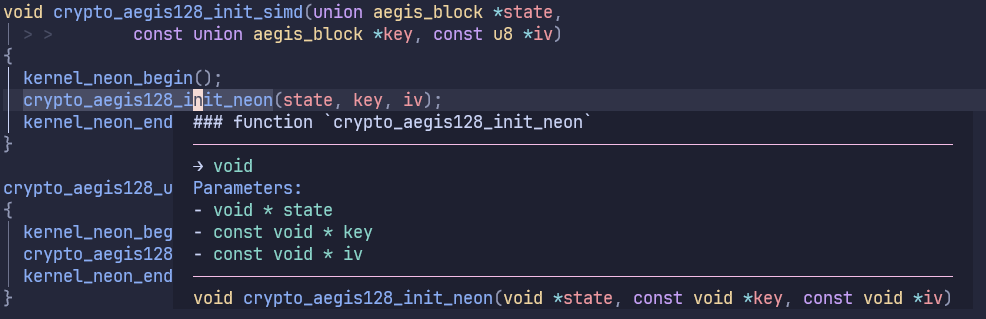 void crypto_aegis128_init_simd(union aegis_block *state,
> > const union aegis_block *key, const u8 *iv)
{
kernel_neon_begin();
crypto_aegis128_init_neon(state, key, iv);
kernel_neon_end
### function `crypto_aegis128_init_neon`
}
→ void
Parameters:
crypto_aegis128_u
- void * state
{
kernel_neon_beg
- const void * key
crypto_aegis128
- const void * iv
kernel_neon_end
}
void crypto_aegis128_init_neon(void *state, const void *key, const void *iv)